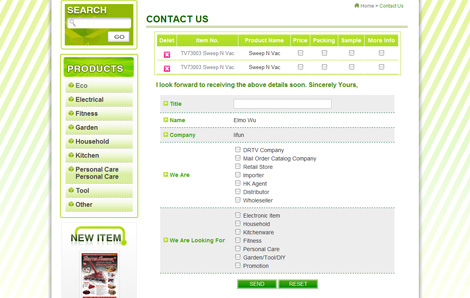 Home » Contact Us
SEARCH
GO
CONTACT US
Delet Item No. Product Name Price Packing Sample More Info
TV73003 Sweep N Vac Sweep N Vac
TV73003 Sweep N Vac Sweep N Vac
I look forward to receiving the above details soon. Sincerely Yours,
PRODUCTS
Eco
Electrical
Fitness
Garden
Household
Kitchen
Personal Care
Personal Care
Tool
Other
NEW ITEM
Title
Name Elmo Wu
Company ifun
We Are
DRTV Company
Mail Order Catalog Company
Retail Store
Importer
HK Agent
Distributor
Wholeseller
We Are Looking For
Electronic Item
Household
Kitchenware
Fitness
Personal Care
Garden/Tool/DIY
Promotion
SEND RESET